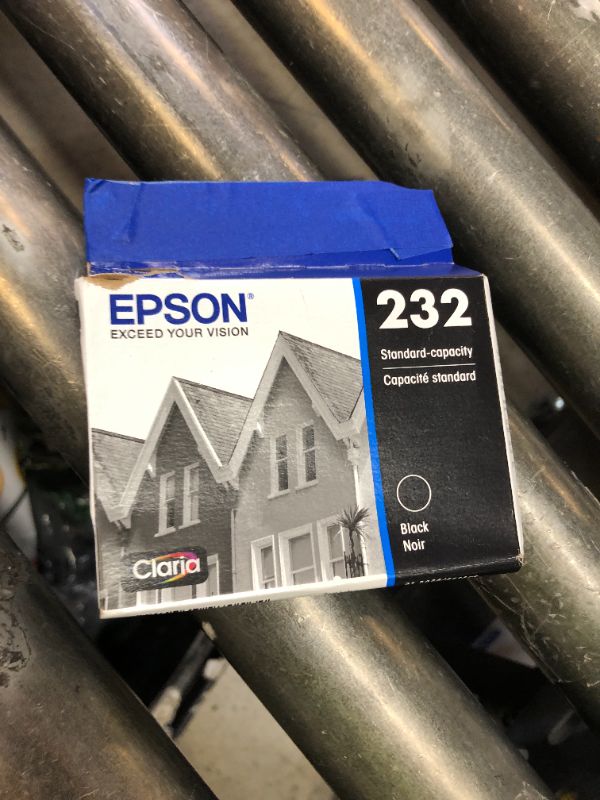 EPSON®
EXCEED YOUR VISION
232
Standard-capacity
Capacité standard
Black
Noir
Claria